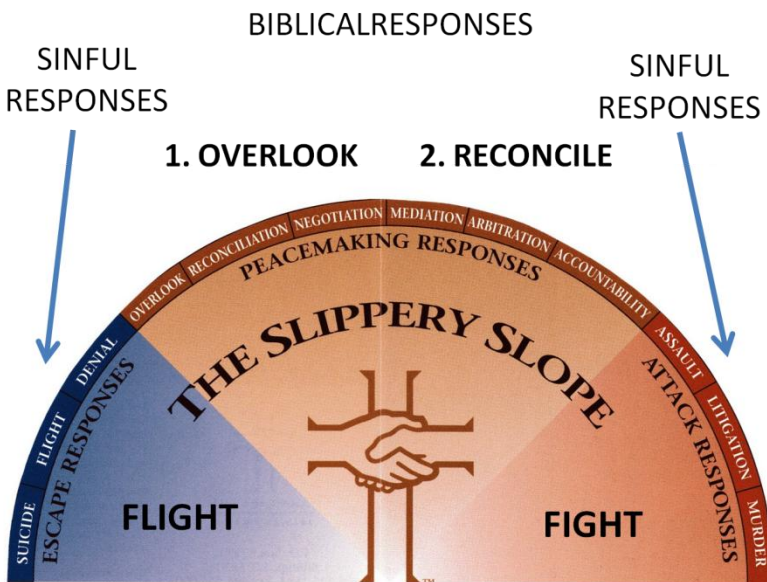 BIBLICALRESPONSES
SINFUL
RESPONSES
SINFUL
RESPONSES
1. OVERLOOK
2. RECONCILE
SUICIDE
FLIGHT
DENIAL
OVERLOOK
RECONCILIATION
NEGOTIATION
MEDIATION
ARBITRATION
ACCOUNTABILITY
ASSAULT
LITIGATION
MURDER
ESCAPE RESPONSES
PEACEMAKING RESPONSES
ATTACK RESPONSES
THE SLIPPERY SLOPE
FLIGHT
FIGHT
TM